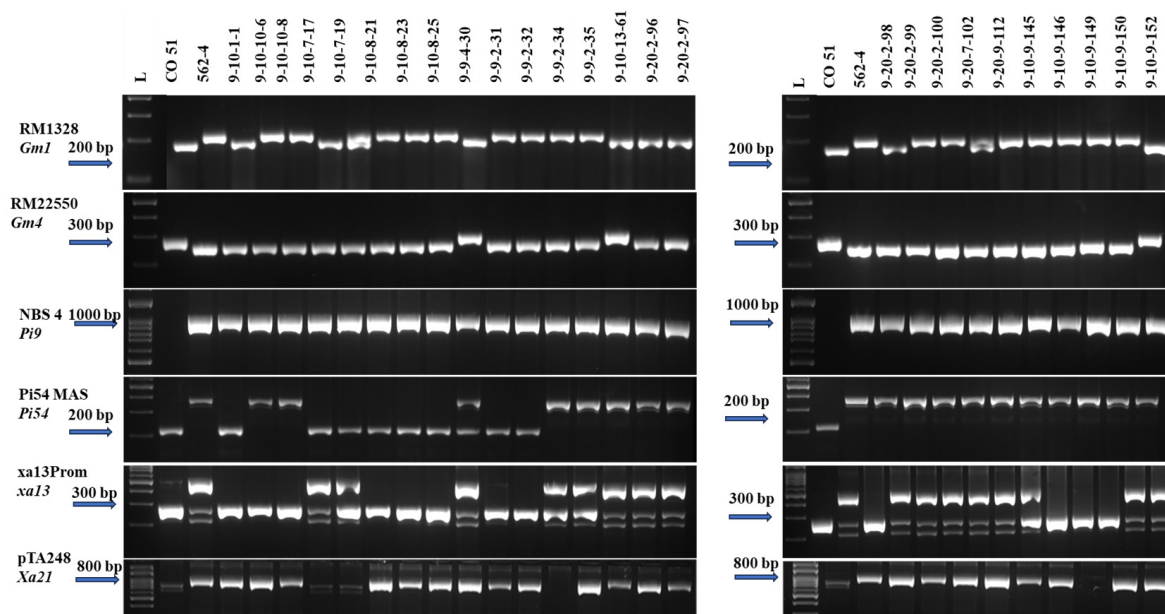 L
CO 51
562-4
9-10-1-1
9-10-10-6
9-10-10-8
9-10-7-17
9-10-7-19
9-10-8-21
9-10-8-23
9-10-8-25
9-9-4-30
9-9-2-31
9-9-2-32
9-9-2-34
9-9-2-35
9-10-13-61
9-20-2-96
9-20-2-97
L
CO 51
562-4
9-20-2-98
9-20-2-99
9-20-2-100
9-20-7-102
9-20-9-112
9-10-9-145
9-10-9-146
9-10-9-149
9-10-9-150
9-10-9-152
RM1328
Gm1 200 bp
200 bp
RM22550
Gm4 300 bp
300 bp
NBS 4 1000 bp
Pi9
1000 bp
Pi54 MAS
Pi54 200 bp
200 bp
xa13Prom
xa13 300 bp
300 bp
pTA248 800 bp
Xa21
800 bp